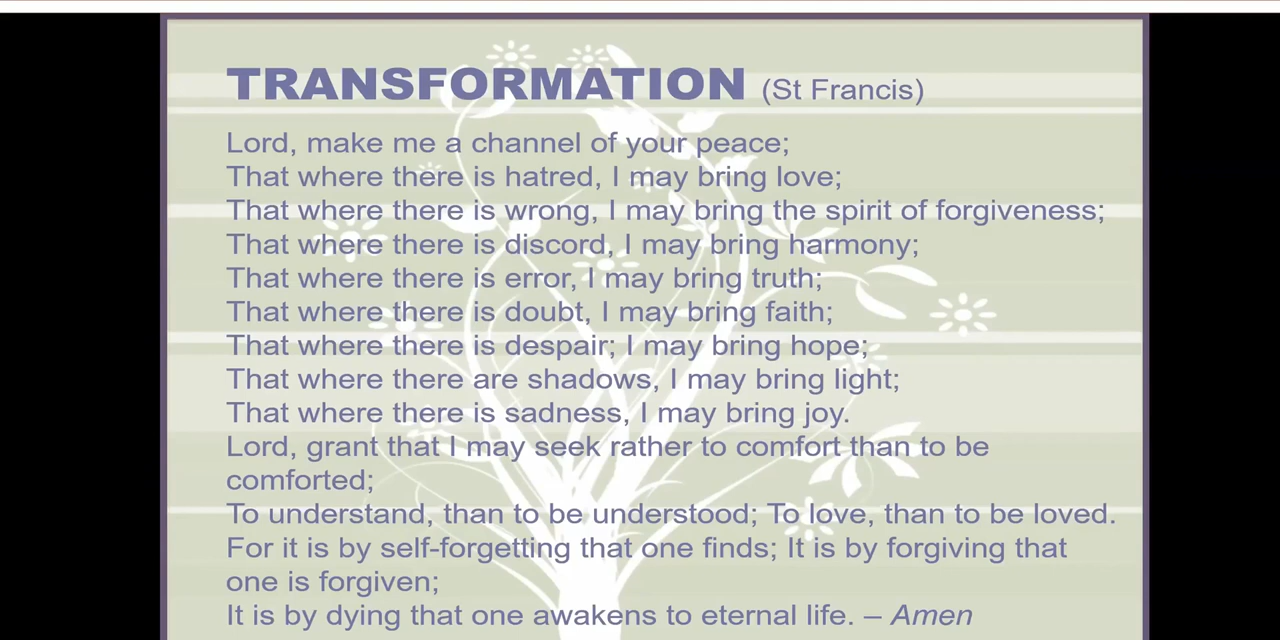 TRANSFORMATION (St Francis)
Lord, make me a channel of your peace;
That where there is hatred, I may bring love;
That where there is wrong, I may bring the spirit of forgiveness;
That where there is discord, I may bring harmony;
That where there is error, I may bring truth;
That where there is doubt, I may bring faith;
That where there is despair; I may bring hope;
That where there are shadows, I may bring light;
That where there is sadness, I may bring joy.
Lord, grant that I may seek rather to comfort than to be
comforted;
To understand, than to be understood; To love, than to be loved.
For it is by self-forgetting that one finds; It is by forgiving that
one is forgiven;
It is by dying that one awakens to eternal life. – Amen